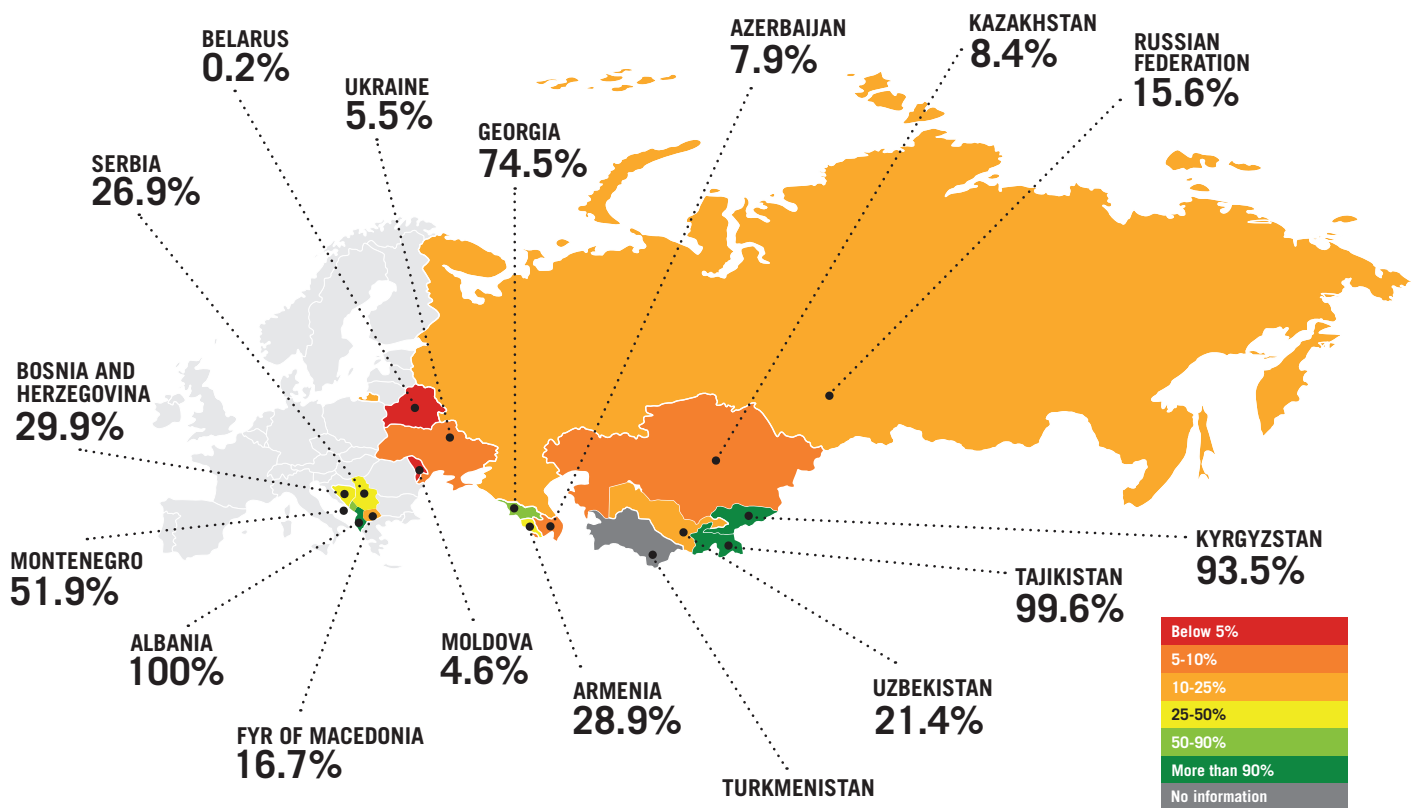 BELARUS
0.2%
UKRAINE
5.5%
GEORGIA
74.5%
AZERBAIJAN
7.9%
KAZAKHSTAN
8.4%
RUSSIAN
FEDERATION
15.6%
SERBIA
26.9%
BOSNIA AND
HERZEGOVINA
29.9%
MONTENEGRO
51.9%
ALBANIA
100%
FYR OF MACEDONIA
16.7%
MOLDOVA
4.6%
ARMENIA
28.9%
TURKMENISTAN
UZBEKISTAN
21.4%
TAJIKISTAN
99.6%
KYRGYZSTAN
93.5%
Below 5%
5-10%
10-25%
25-50%
50-90%
More than 90%
No information